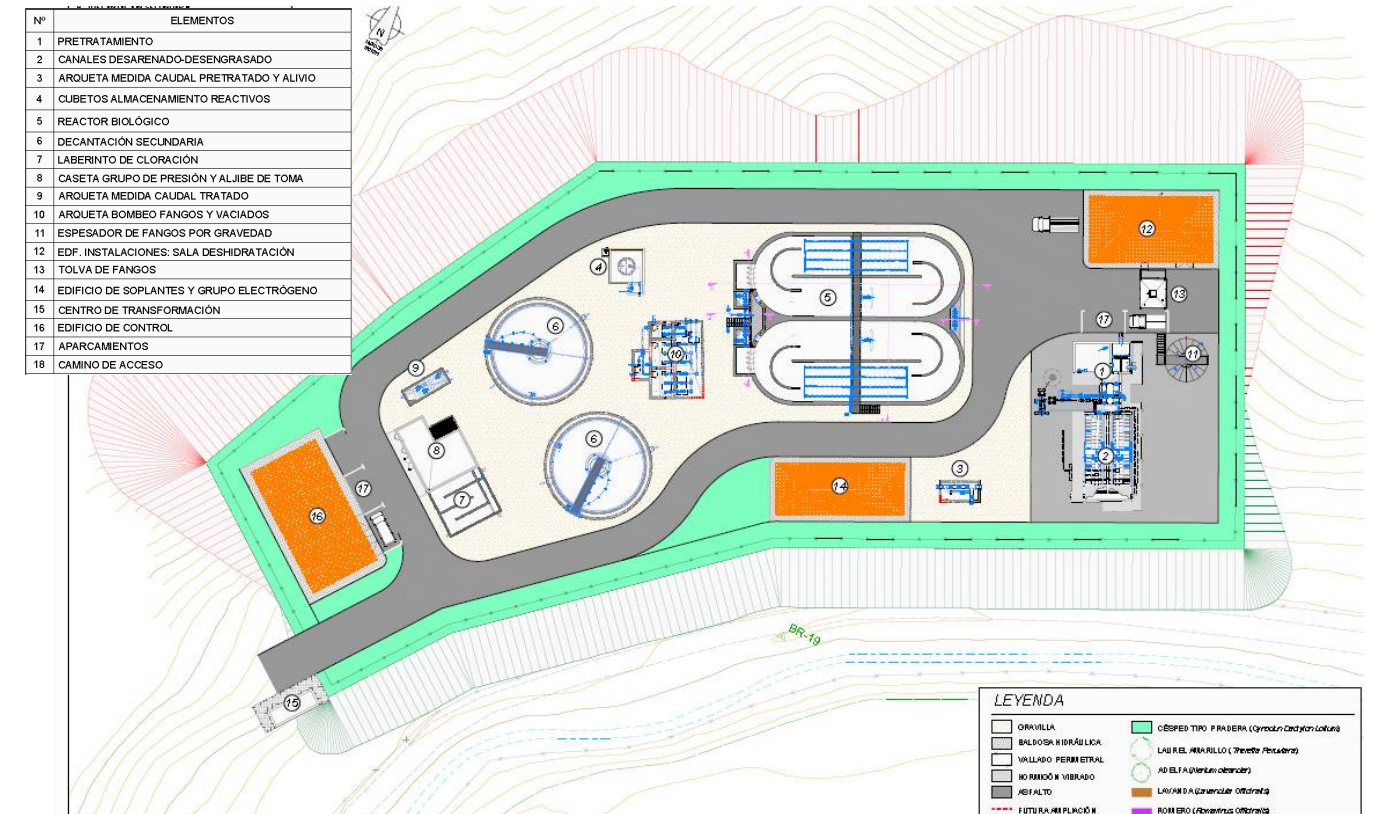 Nº ELEMENTOS
1 PRETRATAMIENTO
2 CANALES DESARENADO-DESENGRASADO
3 ARQUETA MEDIDA CAUDAL PRETRATADO Y ALIVIO
4 CUBETOS ALMACENAMIENTO REACTIVOS
5 REACTOR BIOLÓGICO
6 DECANTACIÓN SECUNDARIA
7 LABERINTO DE CLORACIÓN
8 CASETA GRUPO DE PRESIÓN Y ALJIBE DE TOMA
9 ARQUETA MEDIDA CAUDAL TRATADO
10 ARQUETA BOMBEO FANGOS Y VACIADOS
11 ESPESADOR DE FANGOS POR GRAVEDAD
12 EDF. INSTALACIONES: SALA DESHIDRATACIÓN
13 TOLVA DE FANGOS
14 EDIFICIO DE SOPLANTES Y GRUPO ELECTRÓGENO
15 CENTRO DE TRANSFORMACIÓN
16 EDIFICIO DE CONTROL
17 APARCAMIENTOS
18 CAMINO DE ACCESO
N
12
4
5
13
6
17
10
11
9
1
6
8
2
3
14
17
7
16
BR-19
15
LEYENDA
GRAVILLA
BALDOSA HIDRÁULICA
VALLADO PERIMETRAL
HORMIGÓN VIBRADO
ASFALTO
FUTURA AMPLIACIÓN
CÉSPED TIPO PRADERA
LAUREL AMARILLO
ADELFA (Nerium oleander)
LAVANDA
ROMERO